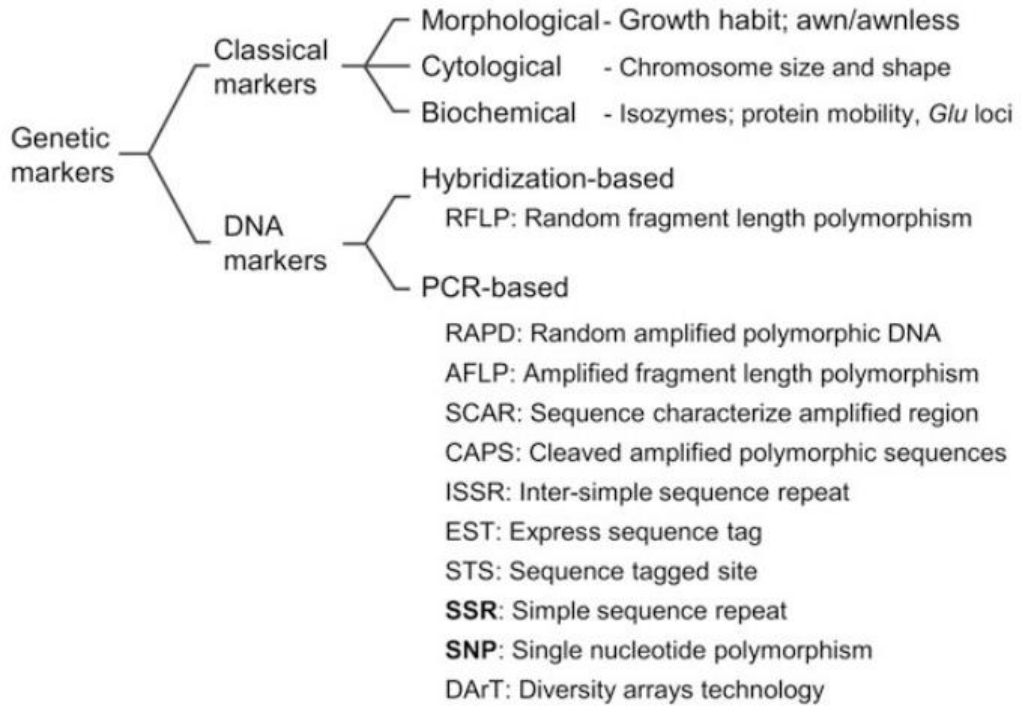 Genetic
markers
Classical
markers
Morphological - Growth habit; awn/awnless
Cytological - Chromosome size and shape
Biochemical - Isozymes; protein mobility, Glu loci
DNA
markers
Hybridization-based
RFLP: Random fragment length polymorphism
PCR-based
RAPD: Random amplified polymorphic DNA
AFLP: Amplified fragment length polymorphism
SCAR: Sequence characterize amplified region
CAPS: Cleaved amplified polymorphic sequences
ISSR: Inter-simple sequence repeat
EST: Express sequence tag
STS: Sequence tagged site
SSR: Simple sequence repeat
SNP: Single nucleotide polymorphism
DArT: Diversity arrays technology